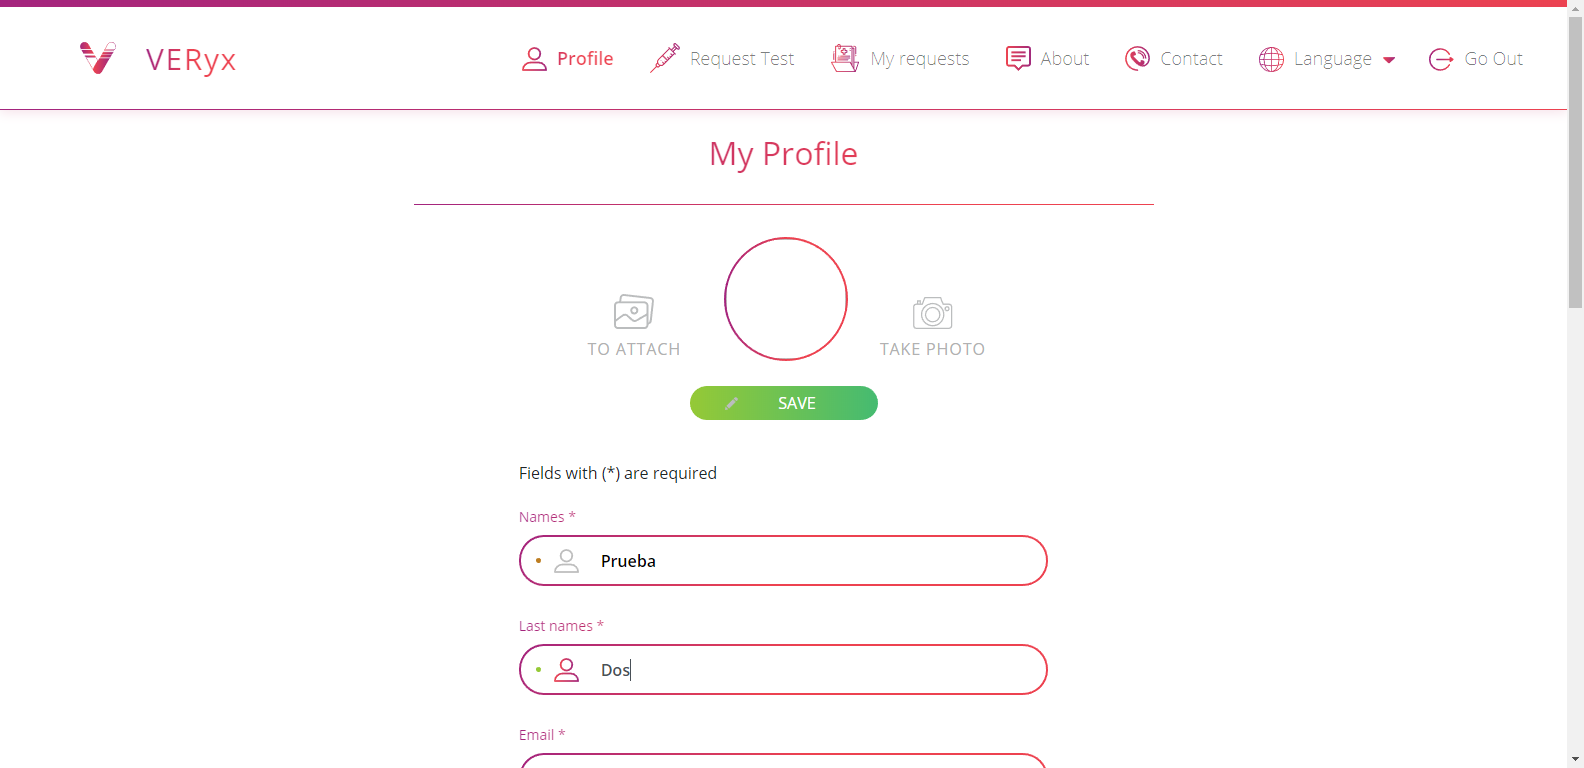 VERyx
Profile
Request Test
My requests
About
Contact
Language
Go Out
My Profile
TO ATTACH
TAKE PHOTO
SAVE
Fields with (*) are required
Names *
Prueba
Last names *
Dos
Email *